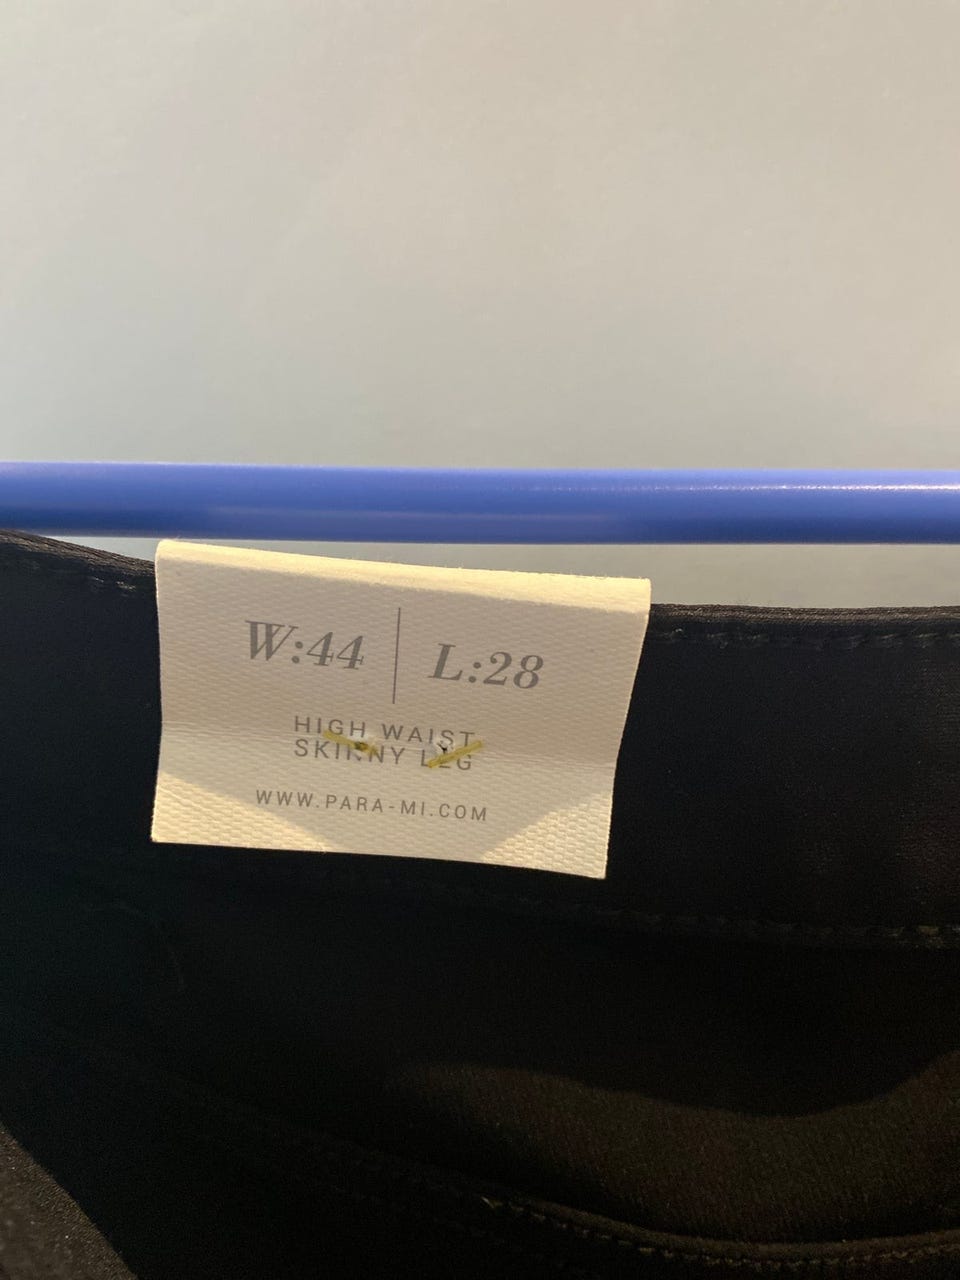 W:44 | L:28
HIGH WAIST
SKINNY LEG
WWW.PARA-MI.COM